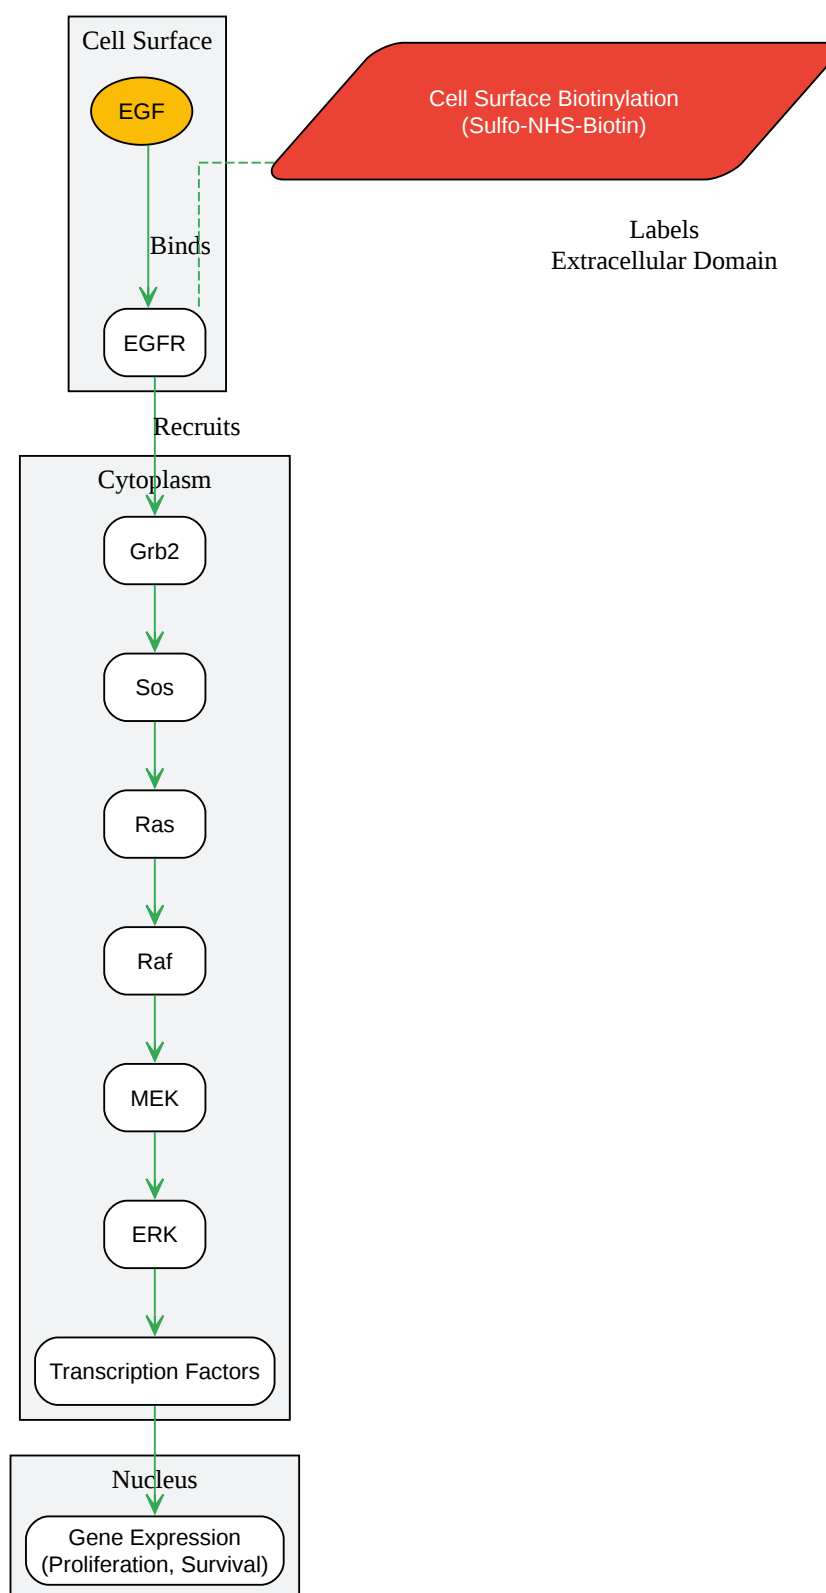 Cell Surface
EGF
Cell Surface Biotinylation
(Sulfo-NHS-Biotin)
Labels
Extracellular Domain
Binds
EGFR
Recruits
Cytoplasm
Grb2
Sos
Ras
Raf
MEK
ERK
Transcription Factors
Nucleus
Gene Expression
(Proliferation, Survival)